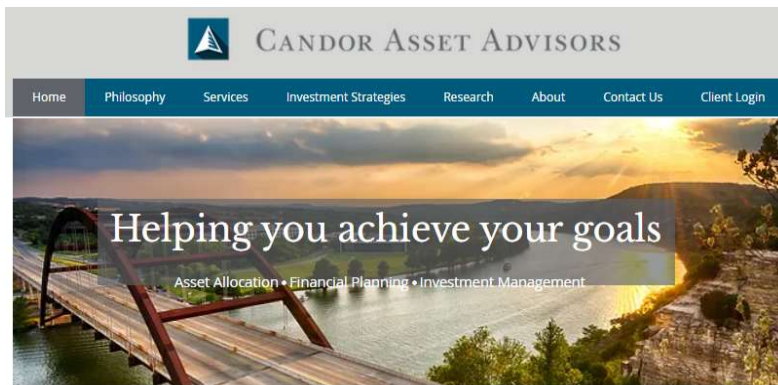 CANDOR ASSET ADVISORS
Home Philosophy Services Investment Strategies Research About Contact Us Client Login
Helping you achieve your goals
Asset Allocation • Financial Planning • Investment Management